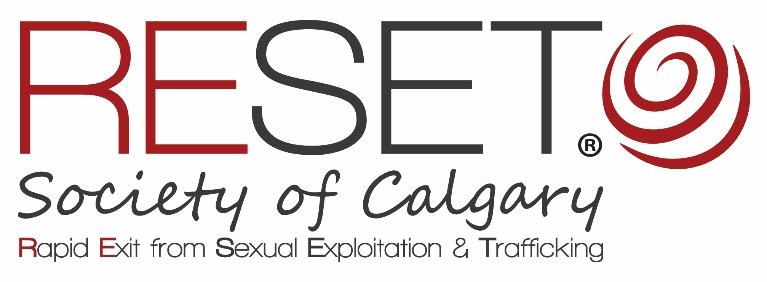 RESET®
Society of Calgary
Rapid Exit from Sexual Exploitation & Trafficking